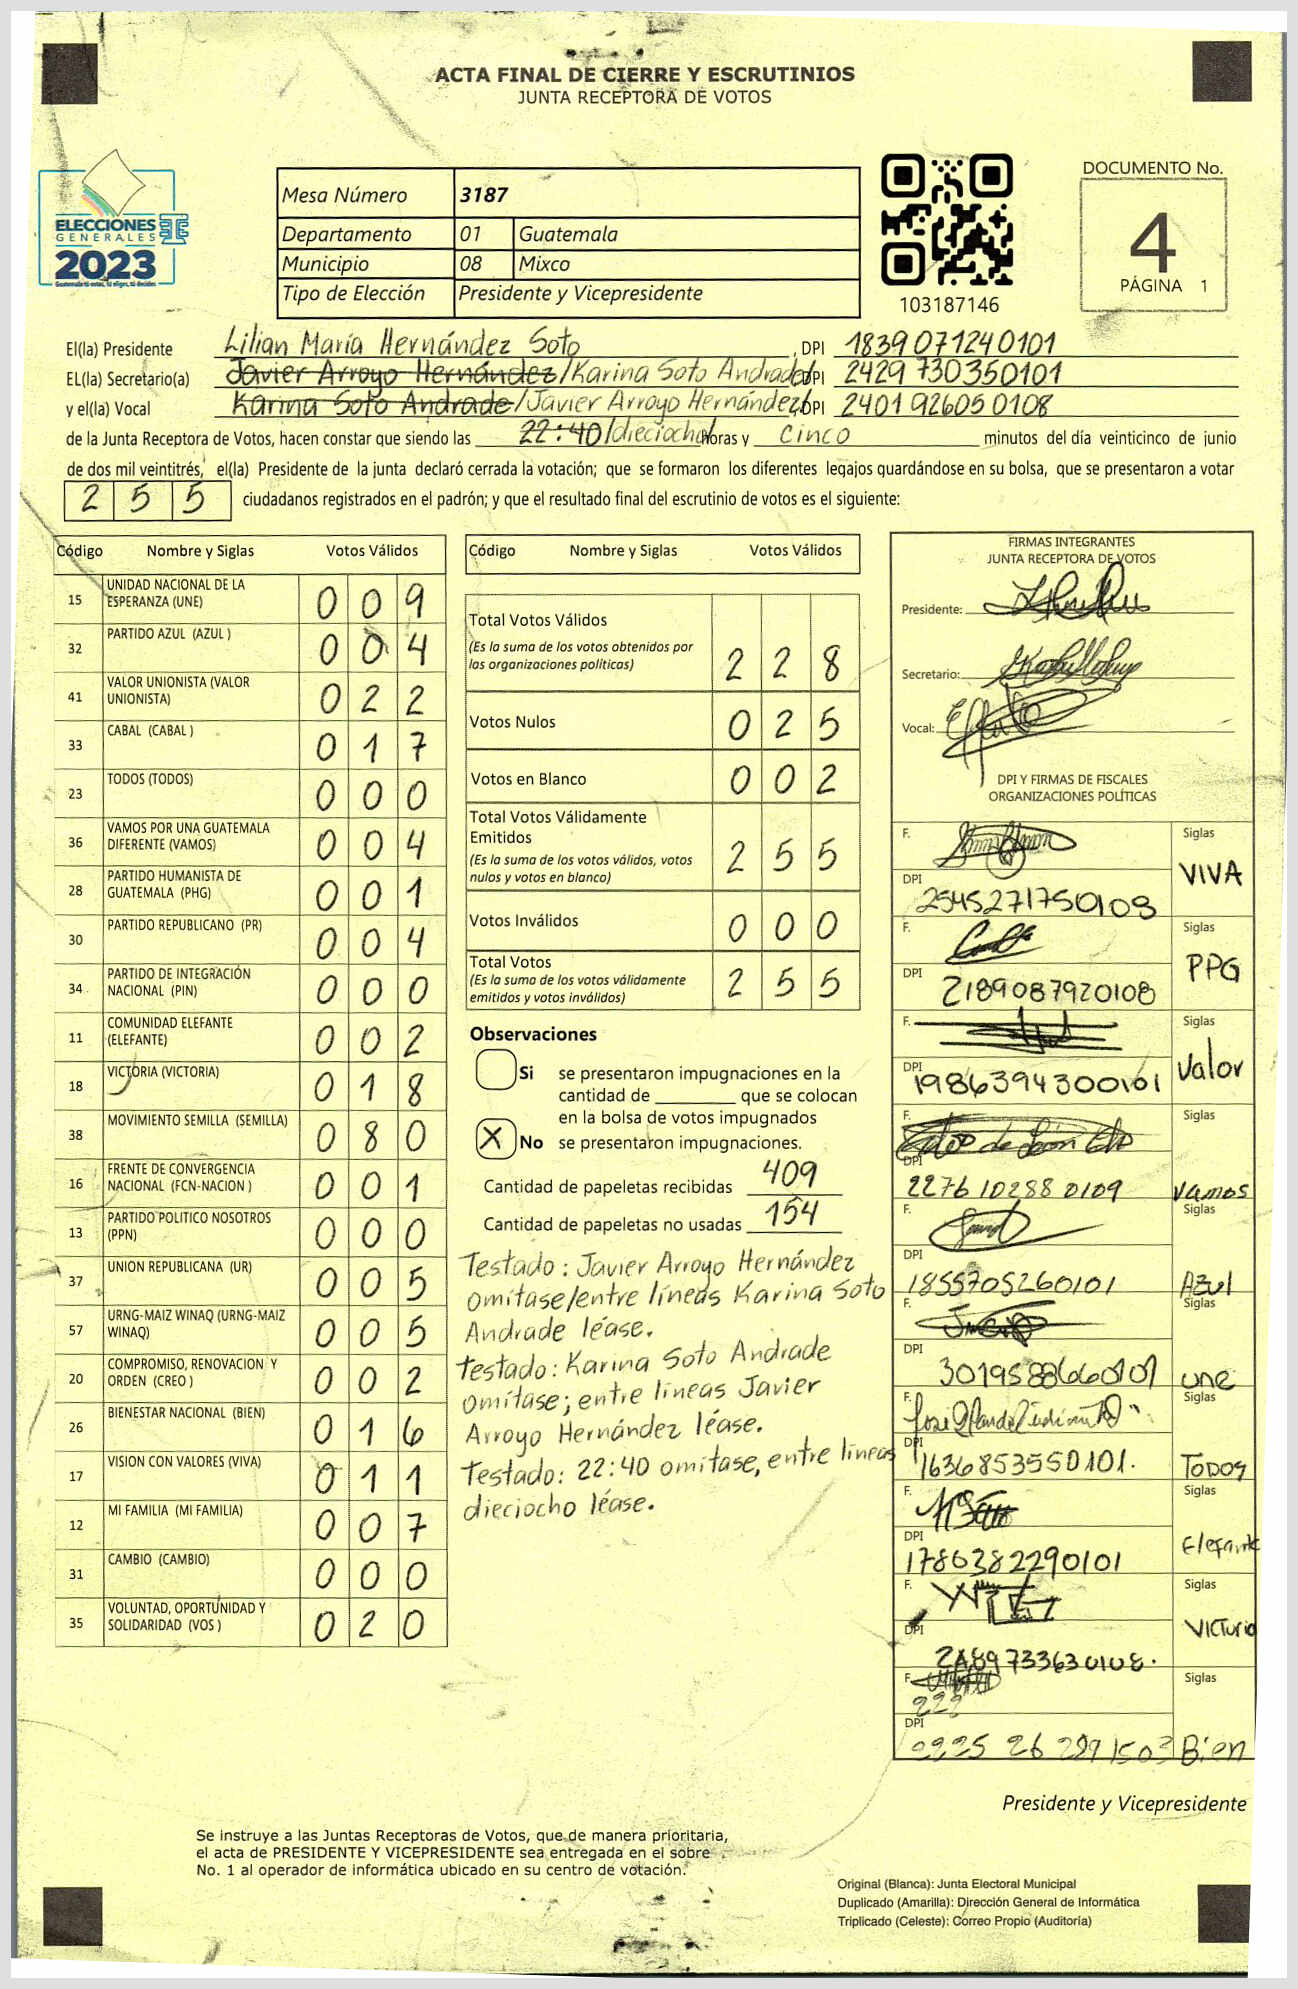 ACTA FINAL DE CIERRE Y ESCRUTINIOS
JUNTA RECEPTORA DE VOTOS
ELECCIONES
GENERALES
2023
Guatemala tú votas, tú eliges, tú decides
Mesa Número 3187
Departamento 01 Guatemala
Municipio 08 Mixco
Tipo de Elección Presidente y Vicepresidente
103187146
DOCUMENTO No.
4
PÁGINA 1
El(la) Presidente Lilian María Hernández Soto, DPI 1839071240101
EL(la) Secretario(a) Javier Arroyo Hernández/Karina Soto Andrade DPI 2429 730350101
y el(la) Vocal Karina Soto Andrade/Javier Arroyo Hernández, DPI 2401 926050108
de la Junta Receptora de Votos, hacen constar que siendo las 22:40/dieciocho horas y cinco minutos del día veinticinco de junio
de dos mil veintitrés, el(la) Presidente de la junta declaró cerrada la votación; que se formaron los diferentes legajos guardándose en su bolsa, que se presentaron a votar
2 5 5 ciudadanos registrados en el padrón; y que el resultado final del escrutinio de votos es el siguiente:
Código Nombre y Siglas Votos Válidos
15 UNIDAD NACIONAL DE LA ESPERANZA (UNE) 0 0 9
32 PARTIDO AZUL (AZUL ) 0 0 4
41 VALOR UNIONISTA (VALOR UNIONISTA) 0 2 2
33 CABAL (CABAL ) 0 1 7
23 TODOS (TODOS) 0 0 0
36 VAMOS POR UNA GUATEMALA DIFERENTE (VAMOS) 0 0 4
28 PARTIDO HUMANISTA DE GUATEMALA (PHG) 0 0 1
30 PARTIDO REPUBLICANO (PR) 0 0 4
34 PARTIDO DE INTEGRACIÓN NACIONAL (PIN) 0 0 0
11 COMUNIDAD ELEFANTE (ELEFANTE) 0 0 2
18 VICTORIA (VICTORIA) 0 1 8
38 MOVIMIENTO SEMILLA (SEMILLA) 0 8 0
16 FRENTE DE CONVERGENCIA NACIONAL (FCN-NACION ) 0 0 1
13 PARTIDO POLITICO NOSOTROS (PPN) 0 0 0
37 UNION REPUBLICANA (UR) 0 0 5
57 URNG-MAIZ WINAQ (URNG-MAIZ WINAQ) 0 0 5
20 COMPROMISO, RENOVACION Y ORDEN (CREO ) 0 0 2
26 BIENESTAR NACIONAL (BIEN) 0 1 6
17 VISION CON VALORES (VIVA) 0 1 1
12 MI FAMILIA (MI FAMILIA) 0 0 7
31 CAMBIO (CAMBIO) 0 0 0
35 VOLUNTAD, OPORTUNIDAD Y SOLIDARIDAD (VOS ) 0 2 0
Código Nombre y Siglas Votos Válidos
Total Votos Válidos
(Es la suma de los votos obtenidos por
las organizaciones políticas) 2 2 8
Votos Nulos 0 2 5
Votos en Blanco 0 0 2
Total Votos Válidamente
Emitidos
(Es la suma de los votos válidos, votos
nulos y votos en blanco) 2 5 5
Votos Inválidos 0 0 0
Total Votos
(Es la suma de los votos válidamente
emitidos y votos inválidos) 2 5 5
Observaciones
Si se presentaron impugnaciones en la
cantidad de ________ que se colocan
en la bolsa de votos impugnados
X No se presentaron impugnaciones.
Cantidad de papeletas recibidas 409
Cantidad de papeletas no usadas 154
Testado: Javier Arroyo Hernández
omítase/entre líneas Karina Soto
Andrade léase.
Testado: Karina Soto Andrade
omítase; entre líneas Javier
Arroyo Hernández léase.
Testado: 22:40 omítase, entre líneas
dieciocho léase.
FIRMAS INTEGRANTES
JUNTA RECEPTORA DE VOTOS
Presidente:
Secretario:
Vocal:
DPI Y FIRMAS DE FISCALES
ORGANIZACIONES POLÍTICAS
F. Siglas
DPI 2545271750108 VIVA
F. Siglas
DPI 2189087920108 PPG
F. Siglas
DPI 1986394300101 Valor
F. Siglas
DPI 2276 10288 0109 Vamos
F. Siglas
DPI 1855705260101 AZUl
F. Siglas
DPI 3019588660101 une
F. Siglas
DPI 1636853550101. TODOS
F. Siglas
DPI 1786382290101 Elefante
F. Siglas
DPI VICTORIA
F. Siglas
222
DPI Bien
Presidente y Vicepresidente
Se instruye a las Juntas Receptoras de Votos, que de manera prioritaria,
el acta de PRESIDENTE Y VICEPRESIDENTE sea entregada en el sobre
No. 1 al operador de informática ubicado en su centro de votación.
Original (Blanca): Junta Electoral Municipal
Duplicado (Amarilla): Dirección General de Informática
Triplicado (Celeste): Correo Propio (Auditoría)